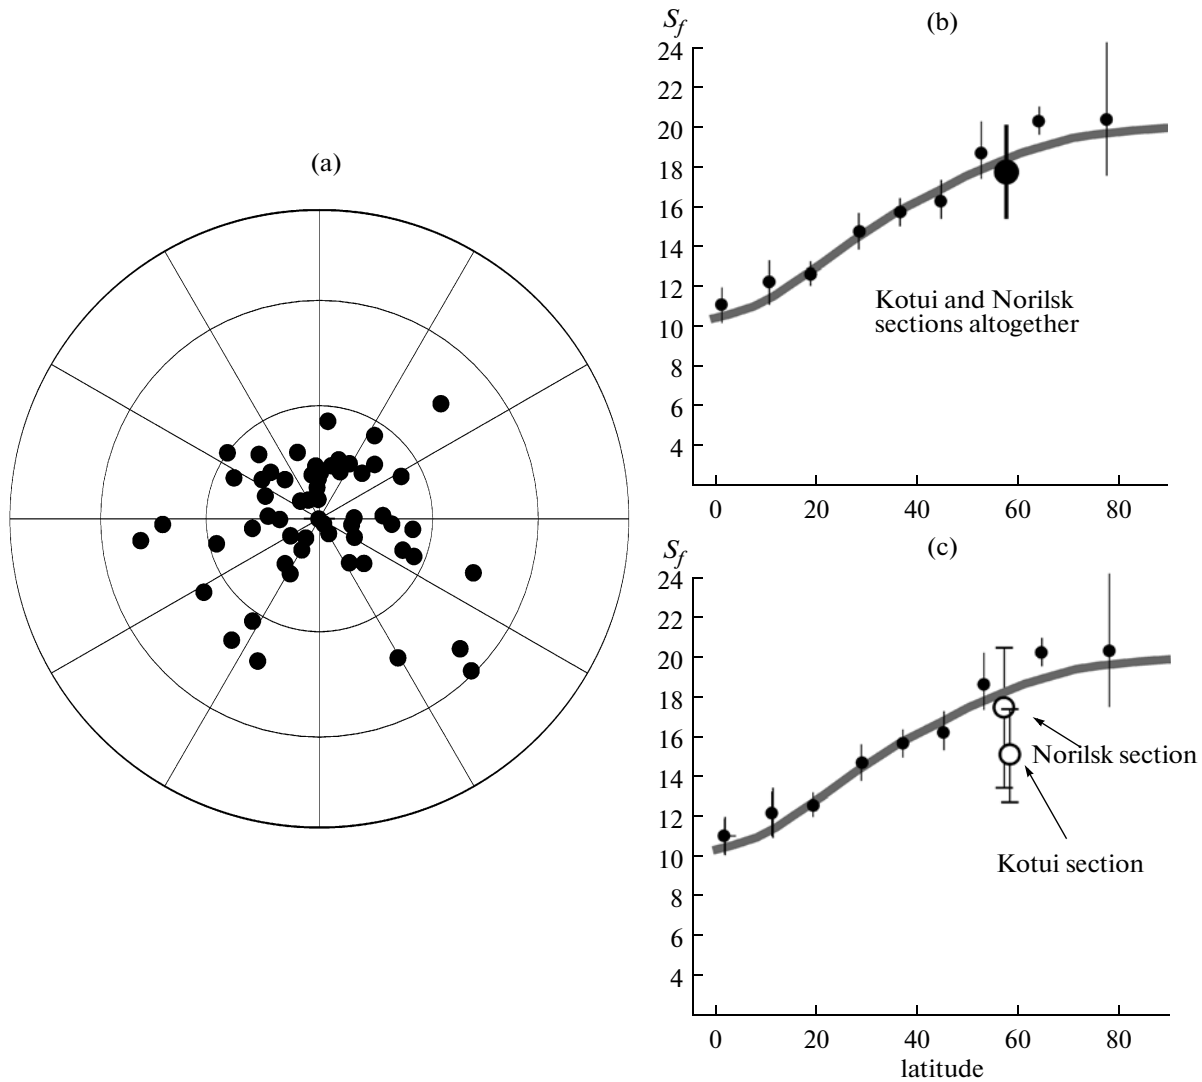 (a)
S_f
(b)
24
22
20
18
16
14
12
10
8
6
4
Kotui and Norilsk
sections altogether
0 20 40 60 80
S_f
(c)
24
22
20
18
16
14
12
10
8
6
4
Norilsk section
Kotui section
0 20 40 60 80
latitude